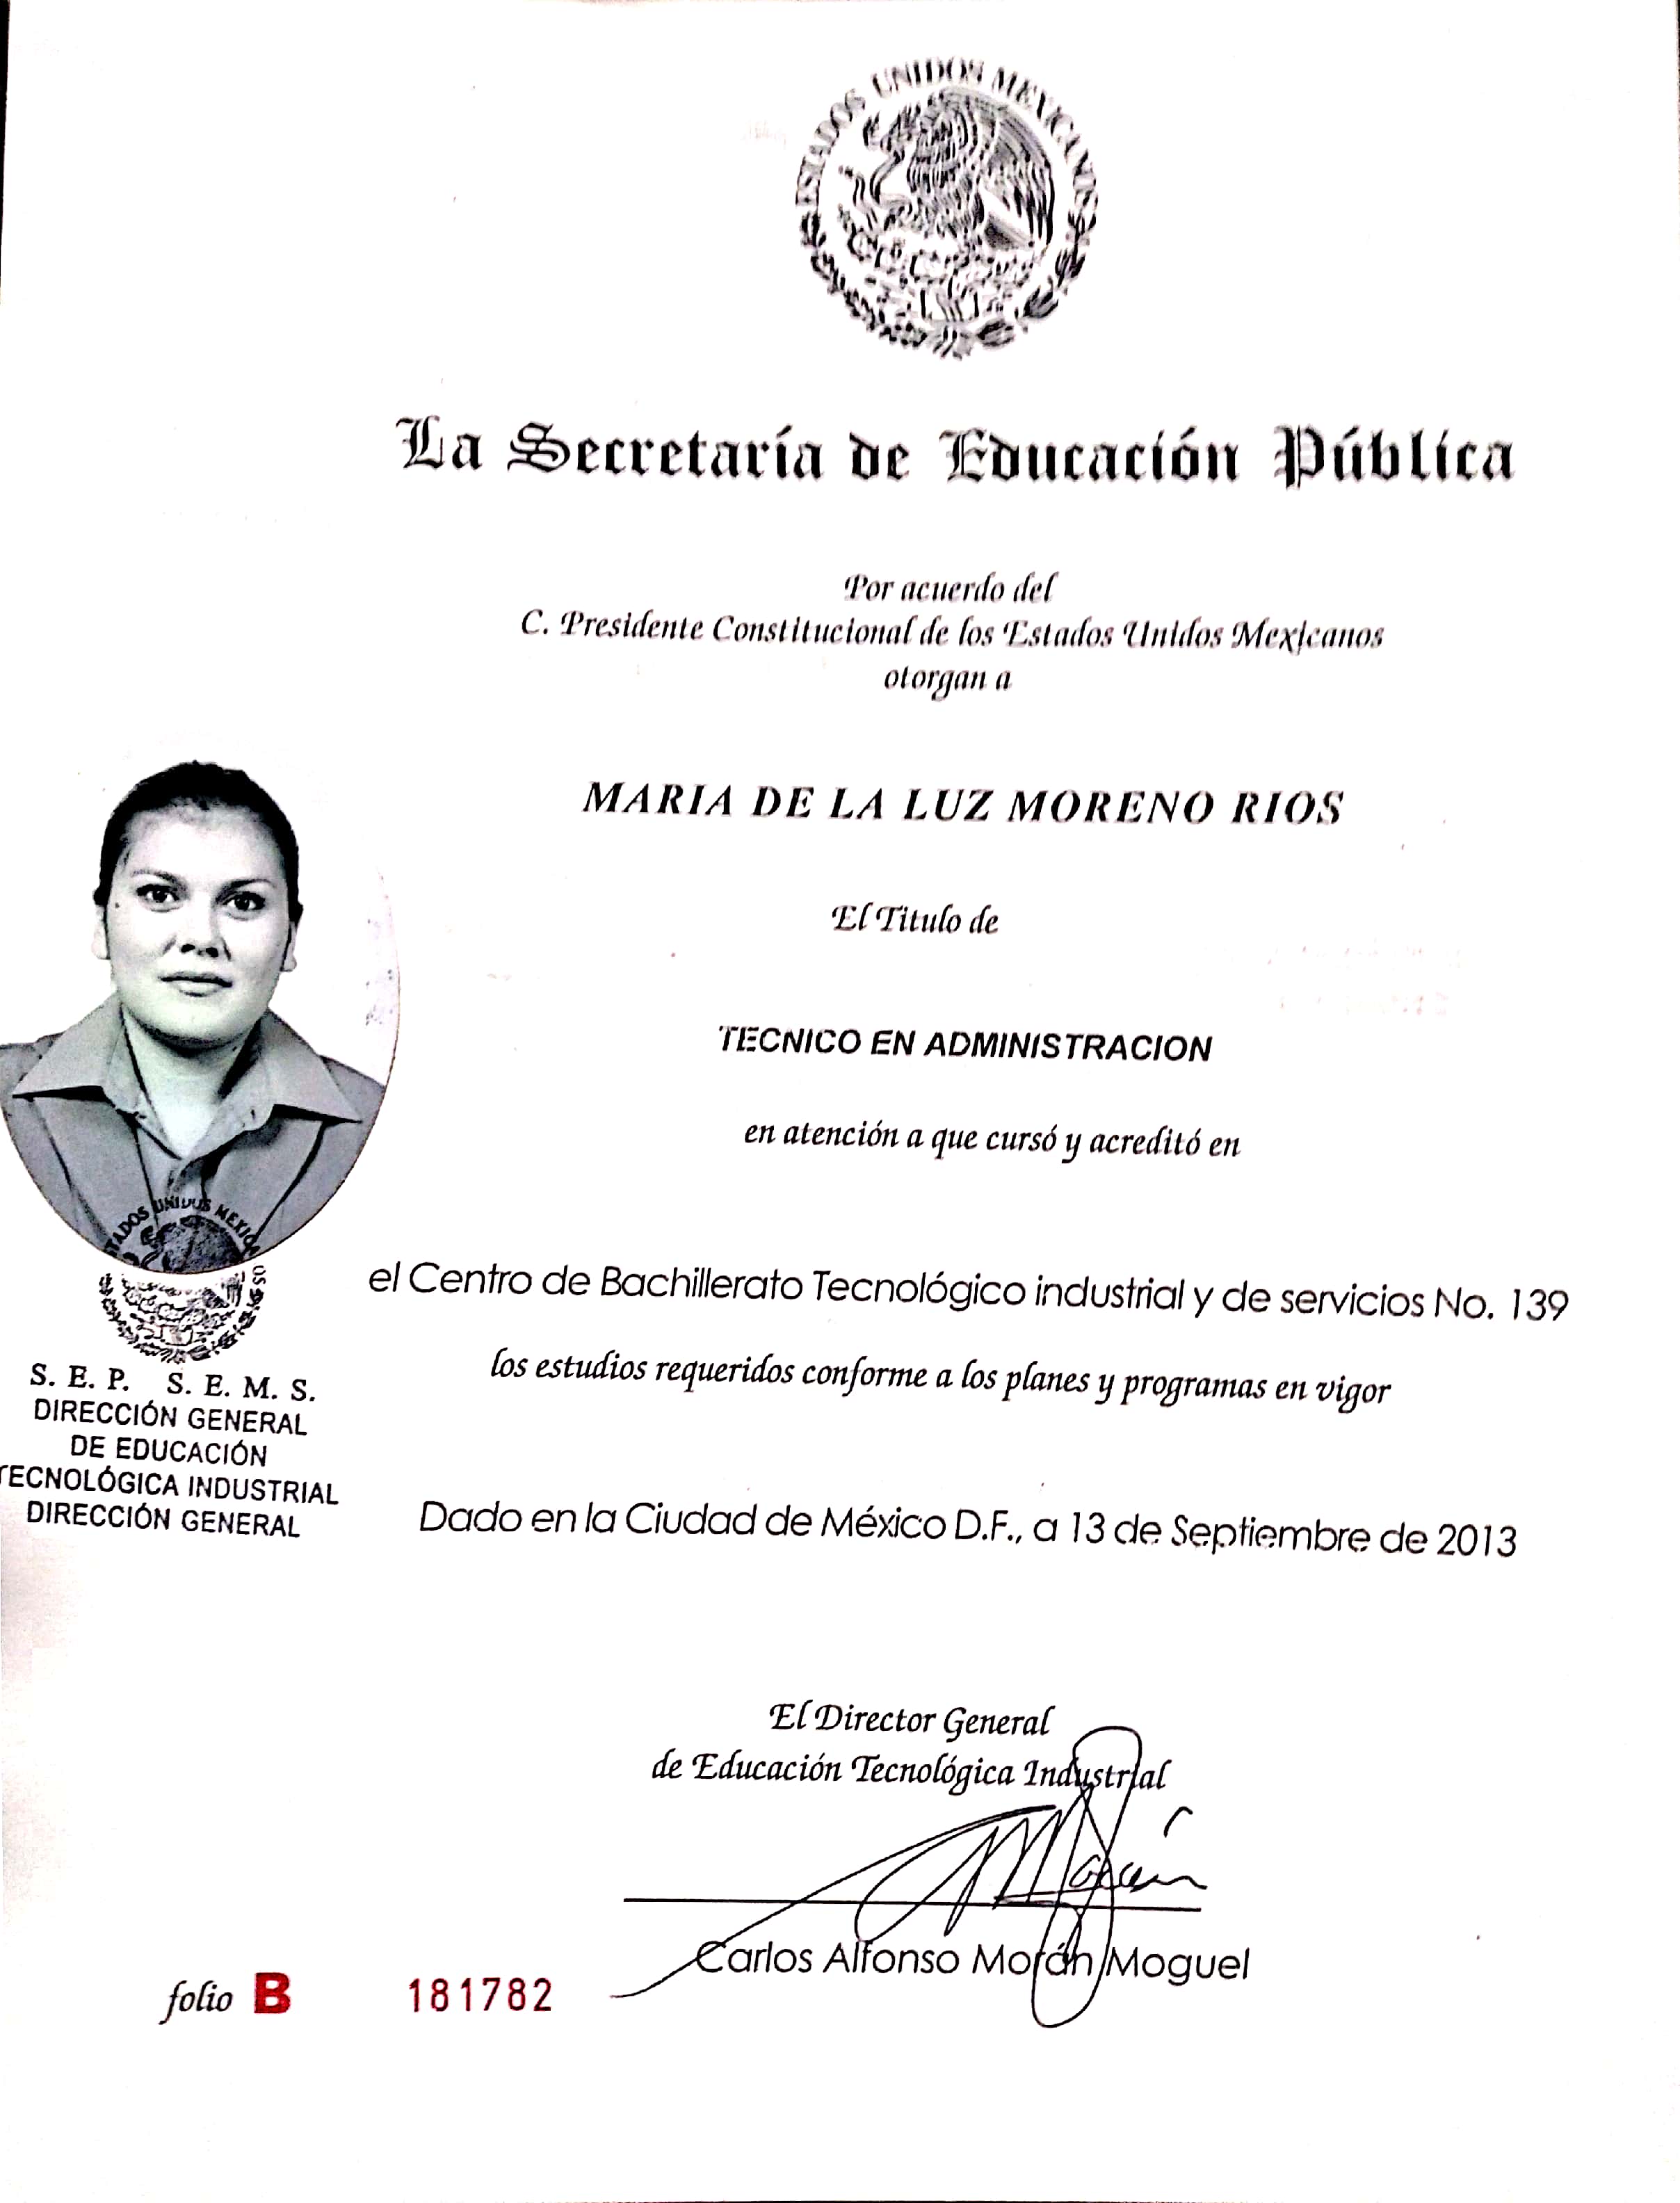 ESTADOS UNIDOS MEXICANOS
La Secretaría de Educación Pública
Por acuerdo del
C. Presidente Constitucional de los Estados Unidos Mexicanos
otorgan a
MARIA DE LA LUZ MORENO RIOS
El Titulo de
TECNICO EN ADMINISTRACION
en atención a que cursó y acreditó en
el Centro de Bachillerato Tecnológico industrial y de servicios No. 139
los estudios requeridos conforme a los planes y programas en vigor
Dado en la Ciudad de México D.F., a 13 de Septiembre de 2013
TADOS UNIDOS MEXICANOS
S. E. P. S. E. M. S.
DIRECCIÓN GENERAL
DE EDUCACIÓN
TECNOLÓGICA INDUSTRIAL
DIRECCIÓN GENERAL
El Director General
de Educación Tecnológica Industrial
Carlos Alfonso Morán Moguel
folio B 181782